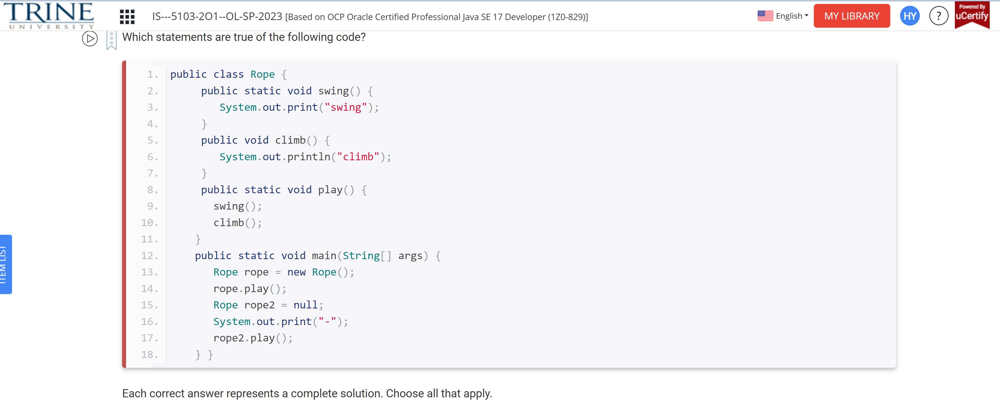 TRINE
UNIVERSITY
IS---5103-2O1--OL-SP-2023 [Based on OCP Oracle Certified Professional Java SE 17 Developer (1Z0-829)]
English
MY LIBRARY
HY
?
Powered By
uCertify
Which statements are true of the following code?
1. public class Rope {
2. public static void swing() {
3. System.out.print("swing");
4. }
5. public void climb() {
6. System.out.println("climb");
7. }
8. public static void play() {
9. swing();
10. climb();
11. }
12. public static void main(String[] args) {
13. Rope rope = new Rope();
14. rope.play();
15. Rope rope2 = null;
16. System.out.print("-");
17. rope2.play();
18. } }
ITEM LIST
Each correct answer represents a complete solution. Choose all that apply.